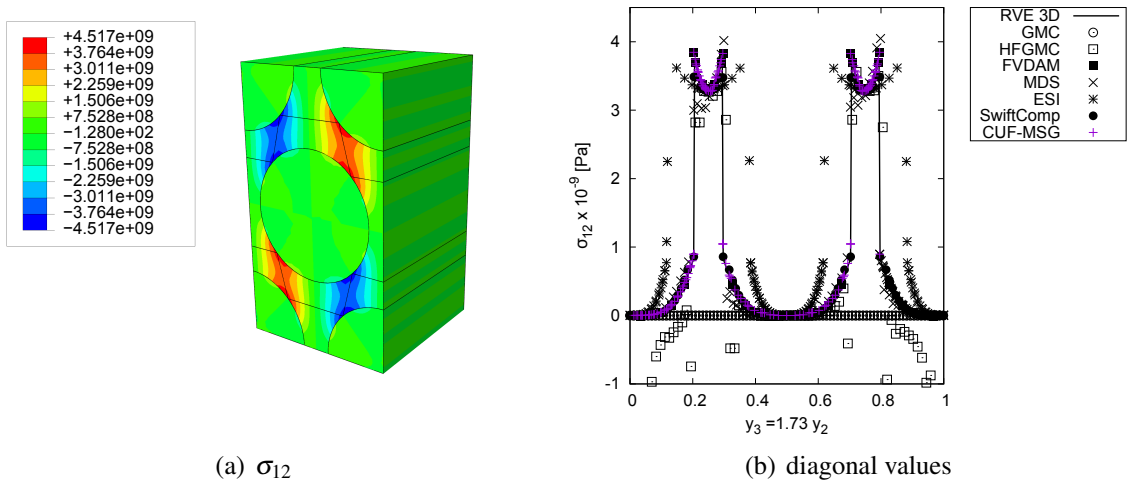 +4.517e+09
+3.764e+09
+3.011e+09
+2.259e+09
+1.506e+09
+7.528e+08
−1.280e+02
−7.528e+08
−1.506e+09
−2.259e+09
−3.011e+09
−3.764e+09
−4.517e+09
(a) σ12
4
3
2
1
0
-1
σ12 x 10-9 [Pa]
0 0.2 0.4 0.6 0.8 1
y3 =1.73 y2
RVE 3D
GMC
HFGMC
FVDAM
MDS
ESI
SwiftComp
CUF-MSG
(b) diagonal values